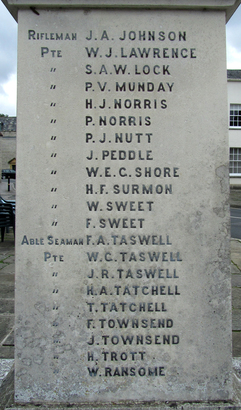 RIFLEMAN J. A. JOHNSON
PTE W. J. LAWRENCE
" S. A. W. LOCK
" P. V. MUNDAY
" H. J. NORRIS
" P. NORRIS
" P. J. NUTT
" J. PEDDLE
" W. E. G. SHORE
" H. F. SURMON
" W. SWEET
" F. SWEET
ABLE SEAMAN F. A. TASWELL
PTE W. G. TASWELL
" J. R. TASWELL
" H. A. TATCHELL
" T. TATCHELL
" F. TOWNSEND
" J. TOWNSEND
" H. TROTT
" W. RANSOME